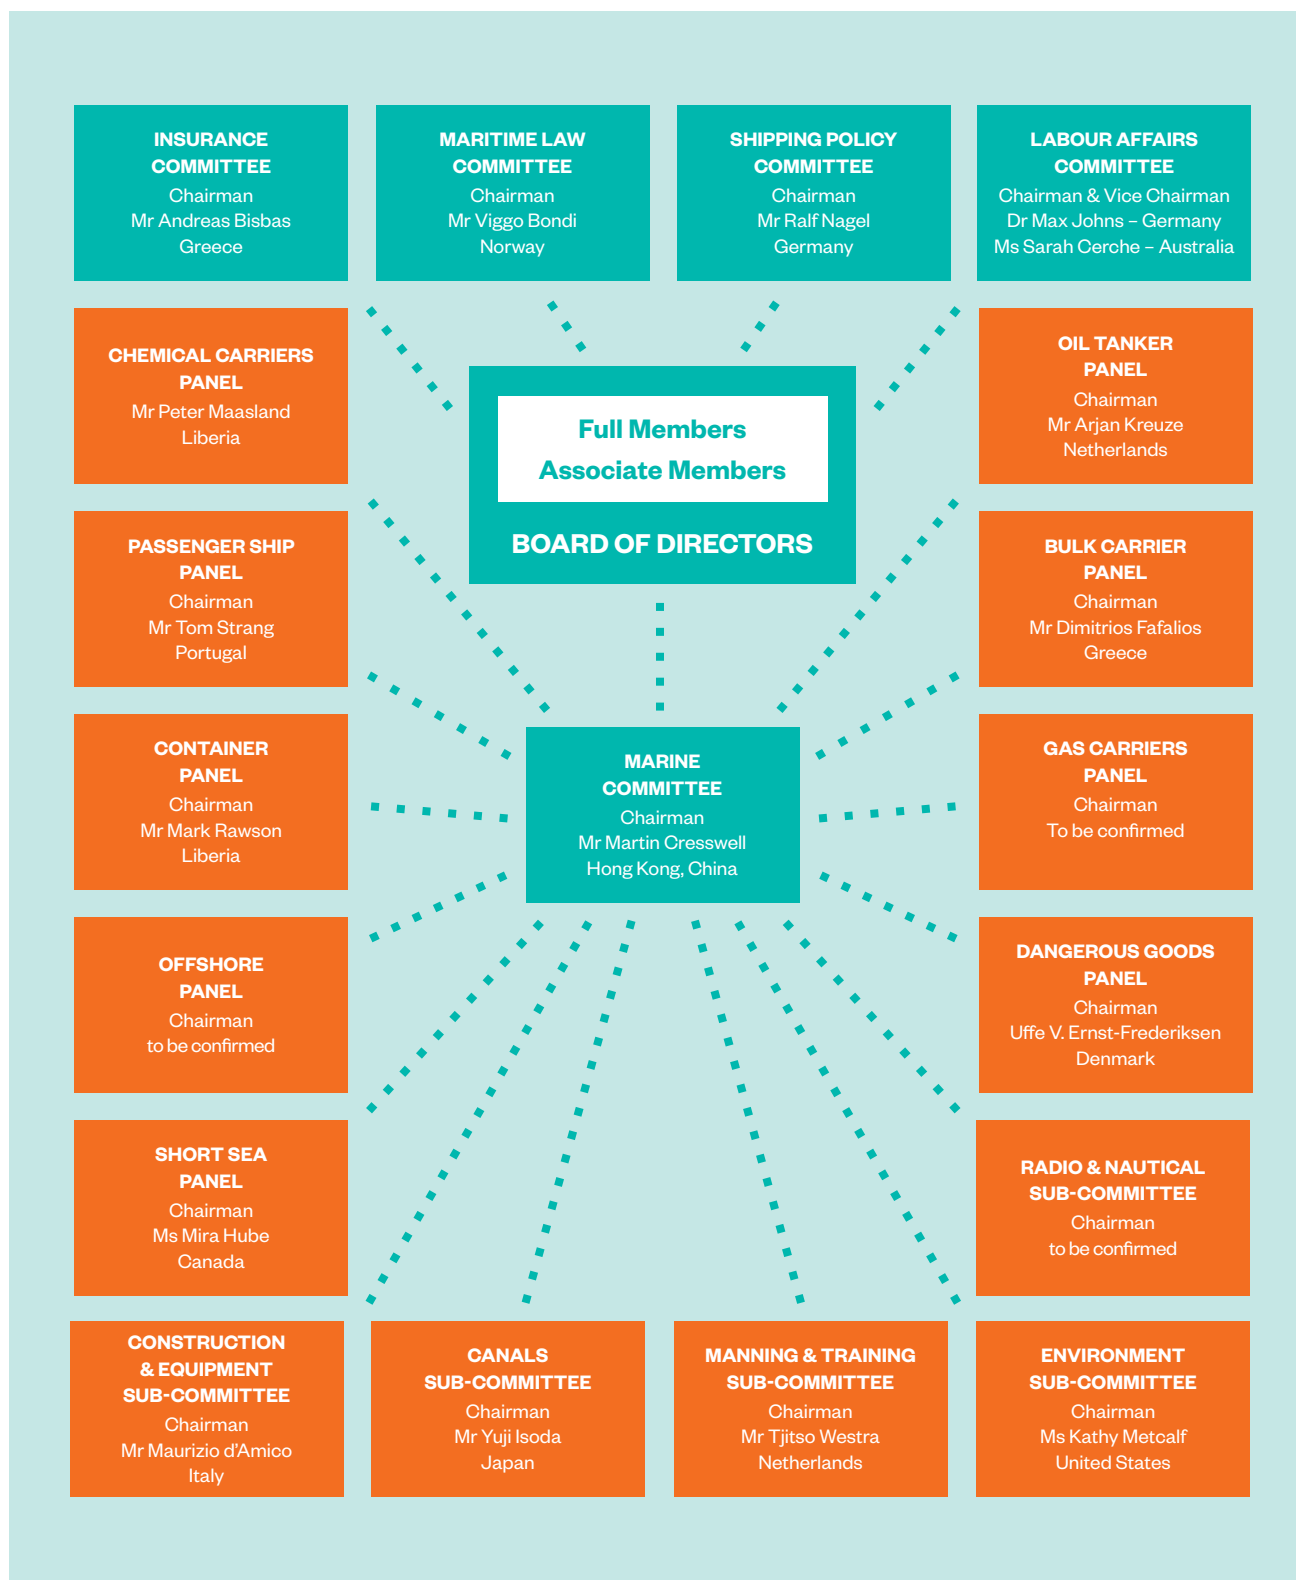 INSURANCE
COMMITTEE
Chairman
Mr Andreas Bisbas
Greece
MARITIME LAW
COMMITTEE
Chairman
Mr Viggo Bondi
Norway
SHIPPING POLICY
COMMITTEE
Chairman
Mr Ralf Nagel
Germany
LABOUR AFFAIRS
COMMITTEE
Chairman & Vice Chairman
Dr Max Johns – Germany
Ms Sarah Cerche – Australia
CHEMICAL CARRIERS
PANEL
Mr Peter Maasland
Liberia
Full Members
Associate Members
BOARD OF DIRECTORS
OIL TANKER
PANEL
Chairman
Mr Arjan Kreuze
Netherlands
PASSENGER SHIP
PANEL
Chairman
Mr Tom Strang
Portugal
BULK CARRIER
PANEL
Chairman
Mr Dimitrios Fafalios
Greece
CONTAINER
PANEL
Chairman
Mr Mark Rawson
Liberia
MARINE
COMMITTEE
Chairman
Mr Martin Cresswell
Hong Kong, China
GAS CARRIERS
PANEL
Chairman
To be confirmed
OFFSHORE
PANEL
Chairman
to be confirmed
DANGEROUS GOODS
PANEL
Chairman
Uffe V. Ernst-Frederiksen
Denmark
SHORT SEA
PANEL
Chairman
Ms Mira Hube
Canada
RADIO & NAUTICAL
SUB-COMMITTEE
Chairman
to be confirmed
CONSTRUCTION
& EQUIPMENT
SUB-COMMITTEE
Chairman
Mr Maurizio d'Amico
Italy
CANALS
SUB-COMMITTEE
Chairman
Mr Yuji Isoda
Japan
MANNING & TRAINING
SUB-COMMITTEE
Chairman
Mr Tjitso Westra
Netherlands
ENVIRONMENT
SUB-COMMITTEE
Chairman
Ms Kathy Metcalf
United States